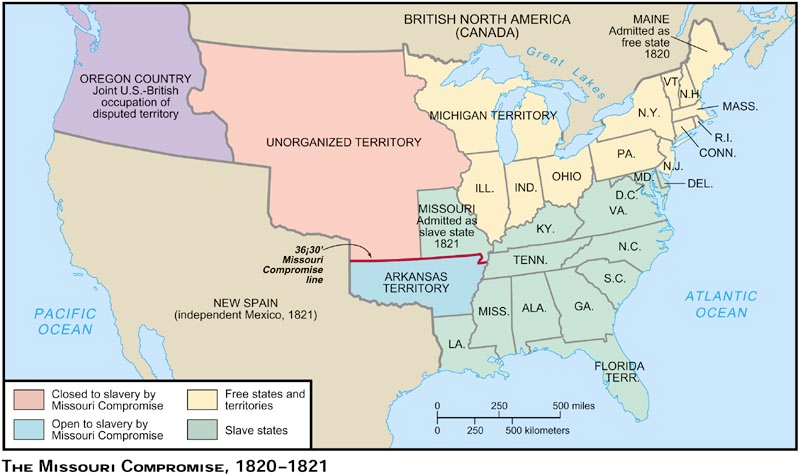 BRITISH NORTH AMERICA
(CANADA)
MAINE
Admitted as
free state
1820
Great Lakes
OREGON COUNTRY
Joint U.S.-British
occupation of
disputed territory
UNORGANIZED TERRITORY
MICHIGAN TERRITORY
VT.
N.H.
MASS.
N.Y.
R.I.
CONN.
PA.
N.J.
OHIO
ILL.
IND.
MD.
DEL.
D.C.
VA.
MISSOURI
Admitted as
slave state
1821
KY.
36¡30'
Missouri
Compromise
line
N.C.
TENN.
ARKANSAS
TERRITORY
S.C.
NEW SPAIN
(independent Mexico, 1821)
MISS.
ALA.
GA.
PACIFIC
OCEAN
ATLANTIC
OCEAN
LA.
FLORIDA
TERR.
Closed to slavery by
Missouri Compromise
Free states and
territories
Open to slavery by
Missouri Compromise
Slave states
0 250 500 miles
0 250 500 kilometers
THE MISSOURI COMPROMISE, 1820–1821